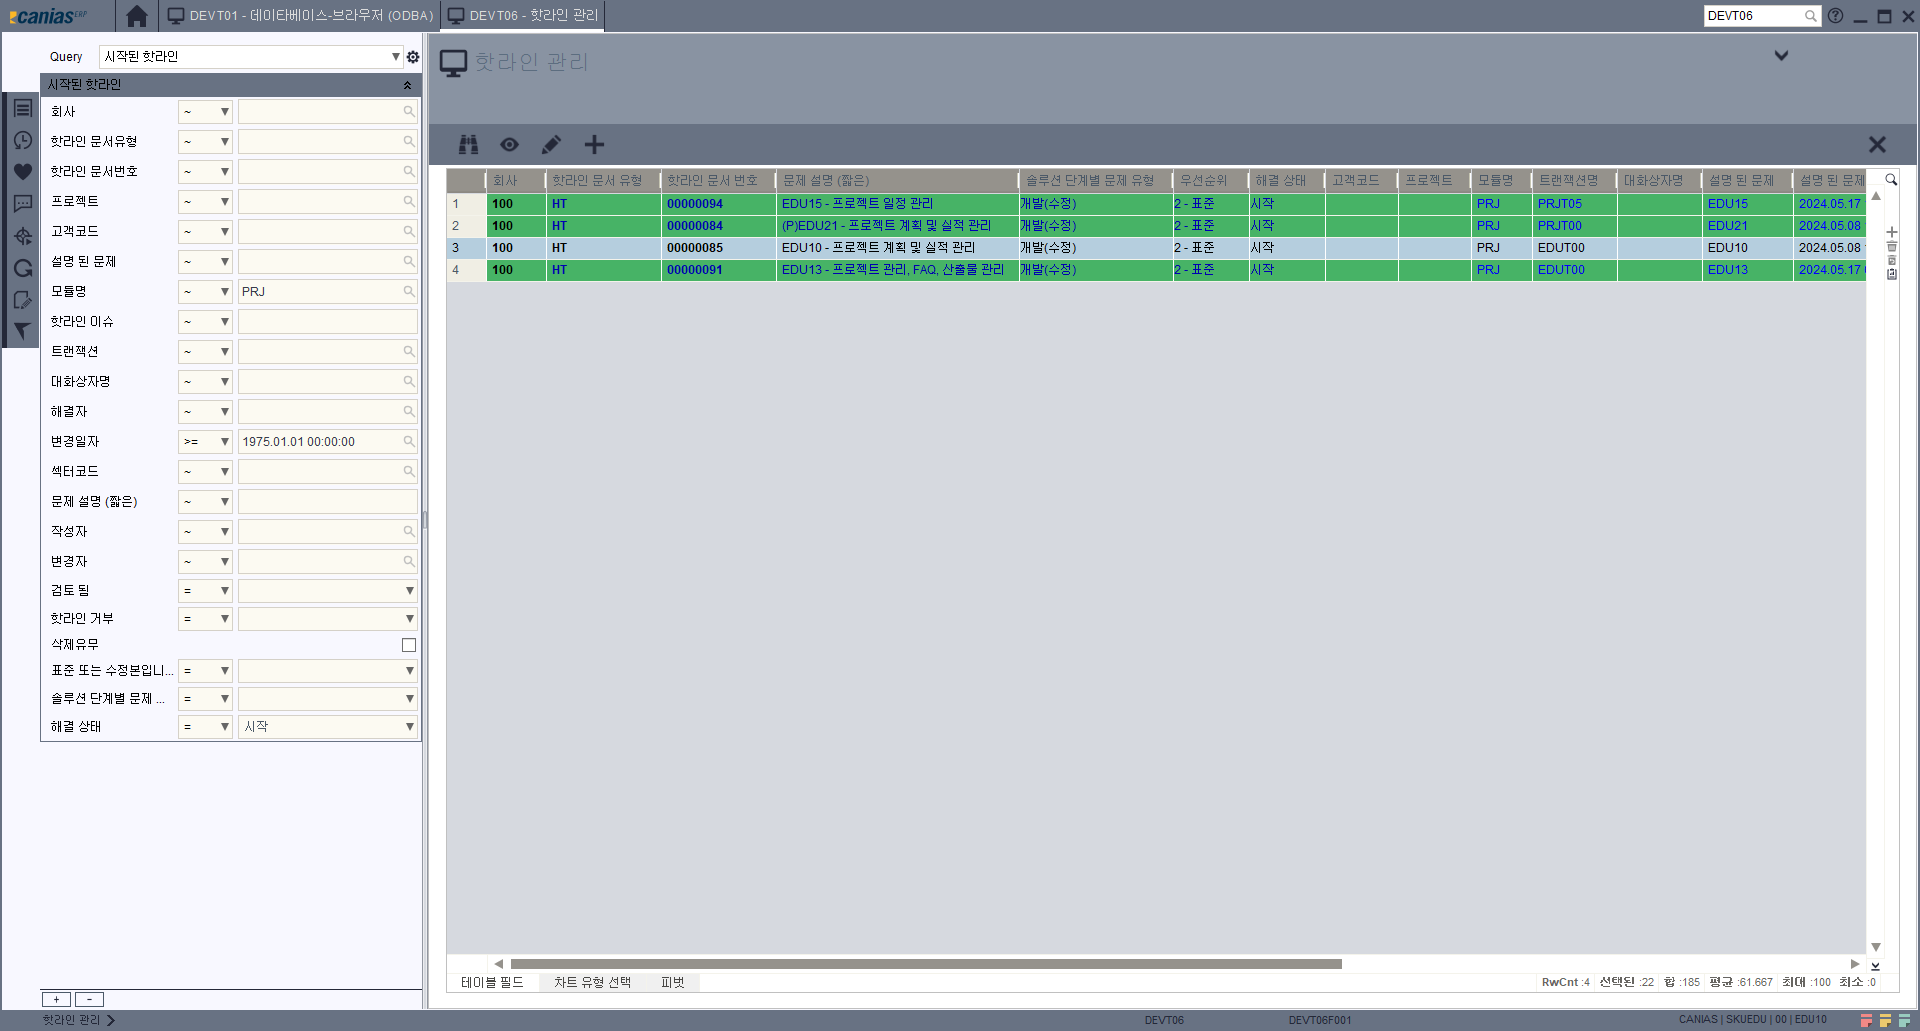 canias ERP
DEVT01 - 데이타베이스-브라우저 (ODBA)
DEVT06 - 핫라인 관리
DEVT06
Query
시작된 핫라인
시작된 핫라인
회사 ~
핫라인 문서유형 ~
핫라인 문서번호 ~
프로젝트 ~
고객코드 ~
설명 된 문제 ~
모듈명 ~ PRJ
핫라인 이슈 ~
트랜잭션 ~
대화상자명 ~
해결자 ~
변경일자 >= 1975.01.01 00:00:00
섹터코드 ~
문제 설명 (짧은) ~
작성자 ~
변경자 ~
검토 됨 =
핫라인 거부 =
삭제유무
표준 또는 수정본입니... =
솔루션 단계별 문제 ... =
해결 상태 = 시작
+ -
핫라인 관리
회사 핫라인 문서 유형 핫라인 문서 번호 문제 설명 (짧은) 솔루션 단계별 문제 유형 우선순위 해결 상태 고객코드 프로젝트 모듈명 트랜잭션명 대화상자명 설명 된 문제 설명 된 문제
1 100 HT 00000094 EDU15 - 프로젝트 일정 관리 개발(수정) 2 - 표준 시작 PRJ PRJT05 EDU15 2024.05.17
2 100 HT 00000084 (P)EDU21 - 프로젝트 계획 및 실적 관리 개발(수정) 2 - 표준 시작 PRJ PRJT00 EDU21 2024.05.08
3 100 HT 00000085 EDU10 - 프로젝트 계획 및 실적 관리 개발(수정) 2 - 표준 시작 PRJ EDUT00 EDU10 2024.05.08
4 100 HT 00000091 EDU13 - 프로젝트 관리, FAQ, 산출물 관리 개발(수정) 2 - 표준 시작 PRJ EDUT00 EDU13 2024.05.17
테이블 필드 차트 유형 선택 피벗
RwCnt :4 선택된 :22 합 :185 평균 :61.667 최대 :100 최소 :0
핫라인 관리
DEVT06
DEVT06F001
CANIAS | SKUEDU | 00 | EDU10